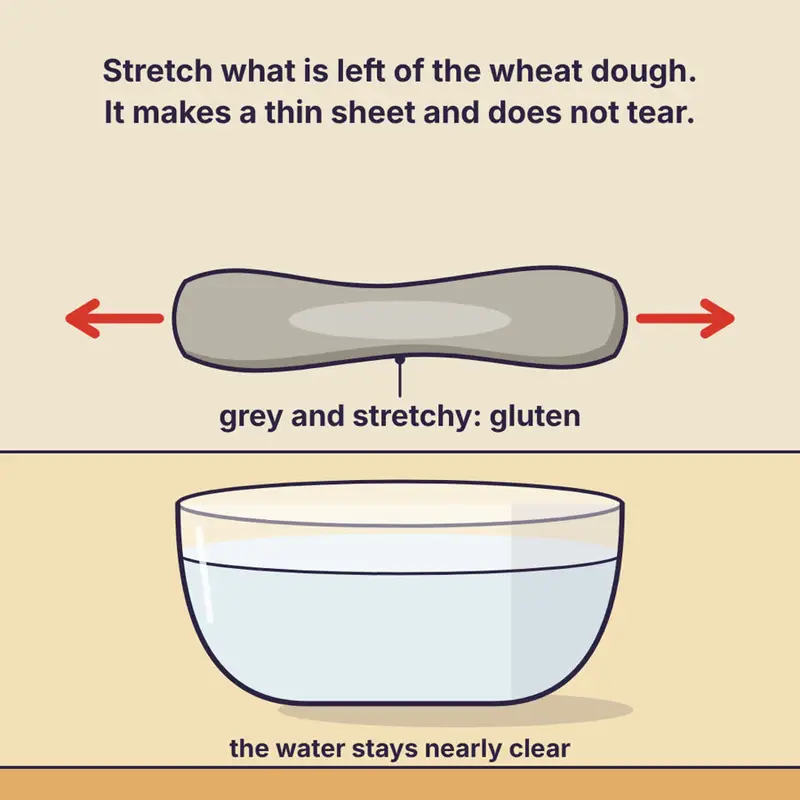 Stretch what is left of the wheat dough.
It makes a thin sheet and does not tear.
grey and stretchy: gluten
the water stays nearly clear